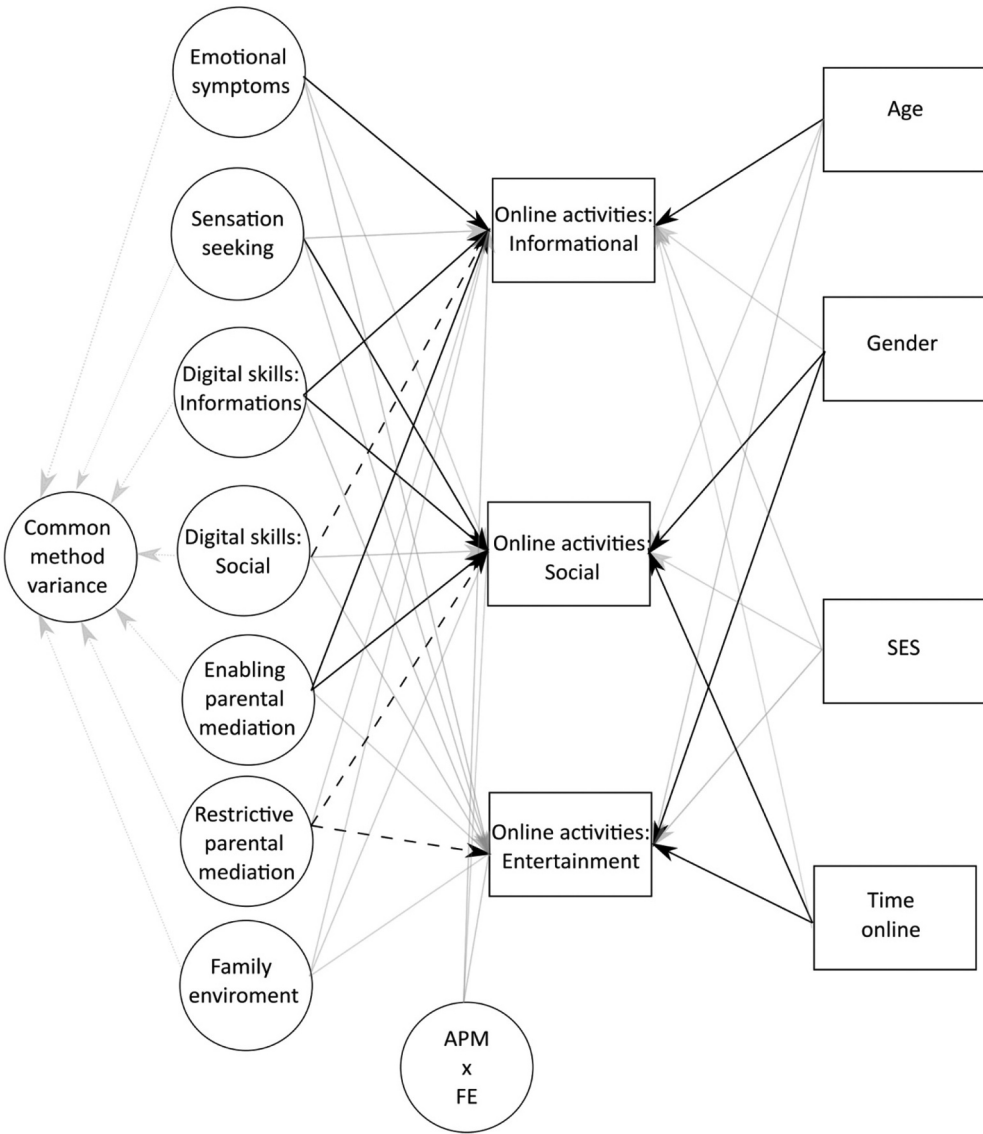 Emotional
symptoms
Sensation
seeking
Digital skills:
Informations
Digital skills:
Social
Enabling
parental
mediation
Restrictive
parental
mediation
Family
enviroment
Common
method
variance
Online activities:
Informational
Online activities:
Social
Online activities:
Entertainment
APM
x
FE
Age
Gender
SES
Time
online